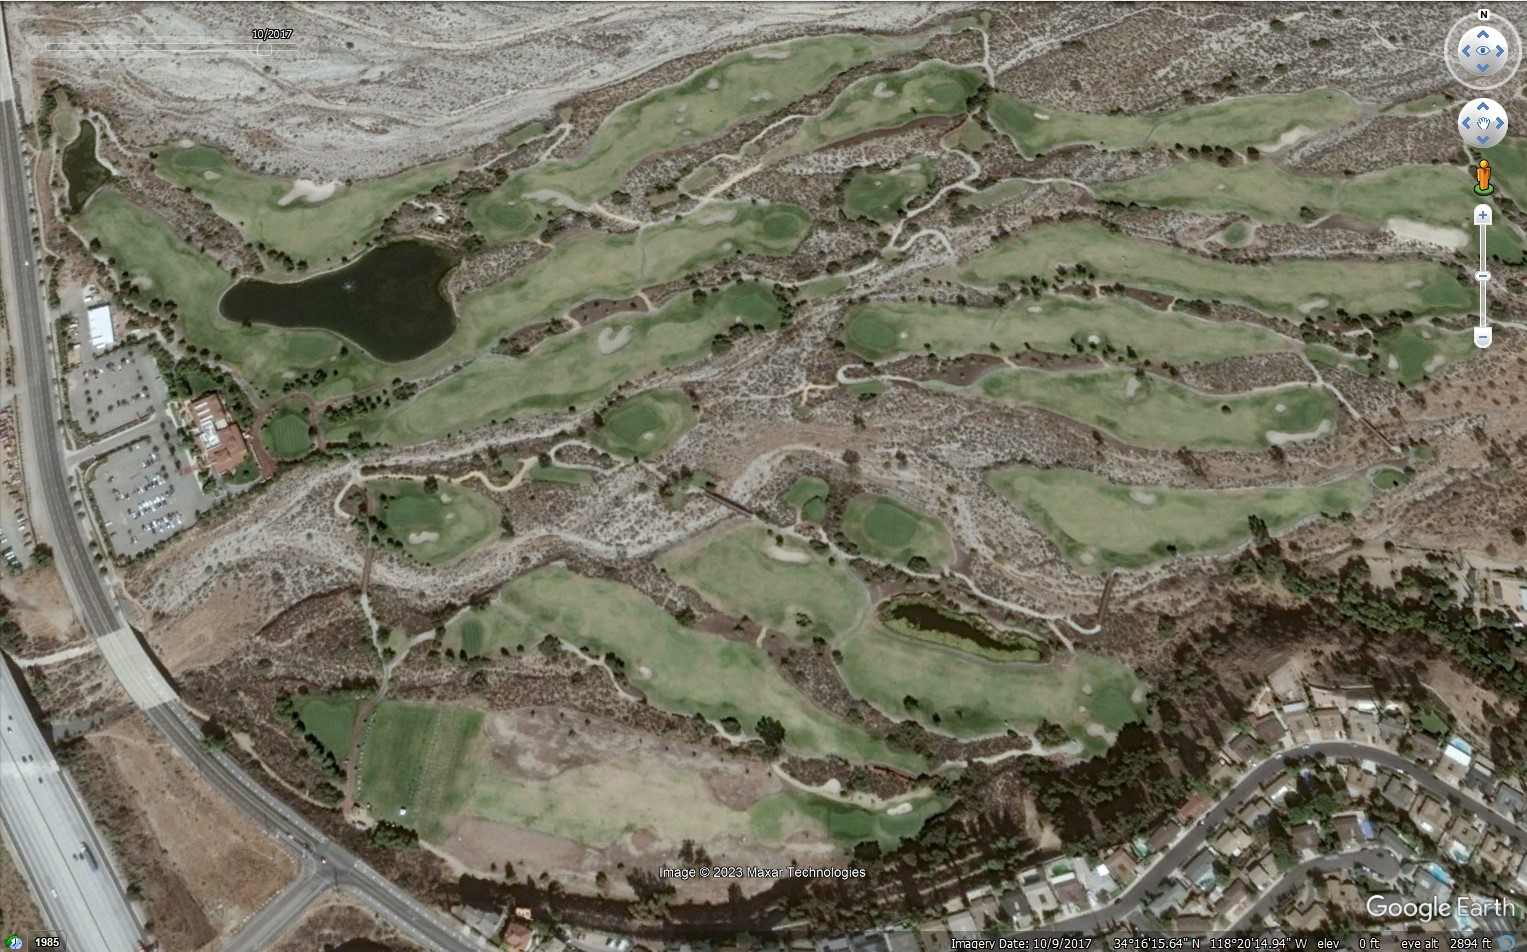 10/2017
N
Image © 2023 Maxar Technologies
Google Earth
1985
Imagery Date: 10/9/2017 34°16'15.64" N 118°20'14.94" W elev 0 ft eye alt 2894 ft